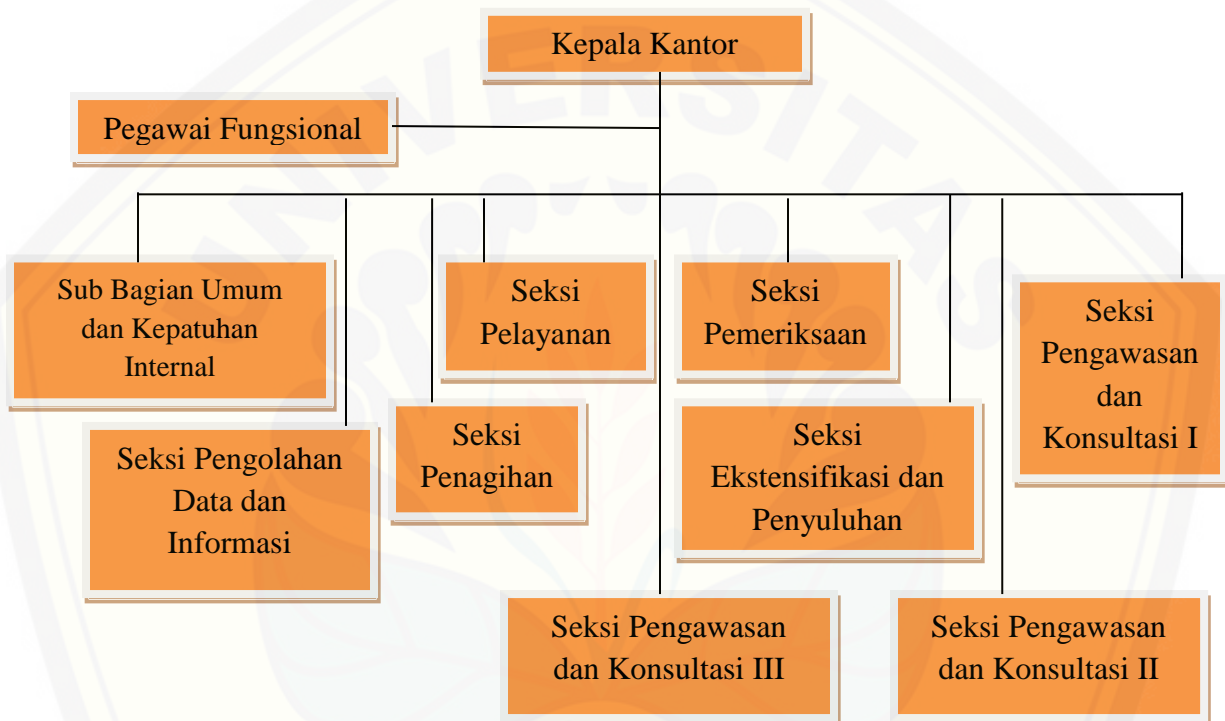 Kepala Kantor
Pegawai Fungsional
Sub Bagian Umum
dan Kepatuhan
Internal
Seksi
Pelayanan
Seksi
Pemeriksaan
Seksi
Pengawasan
dan
Konsultasi I
Seksi Pengolahan
Data dan
Informasi
Seksi
Penagihan
Seksi
Ekstensifikasi dan
Penyuluhan
Seksi Pengawasan
dan Konsultasi III
Seksi Pengawasan
dan Konsultasi II
UNIVERSITAS